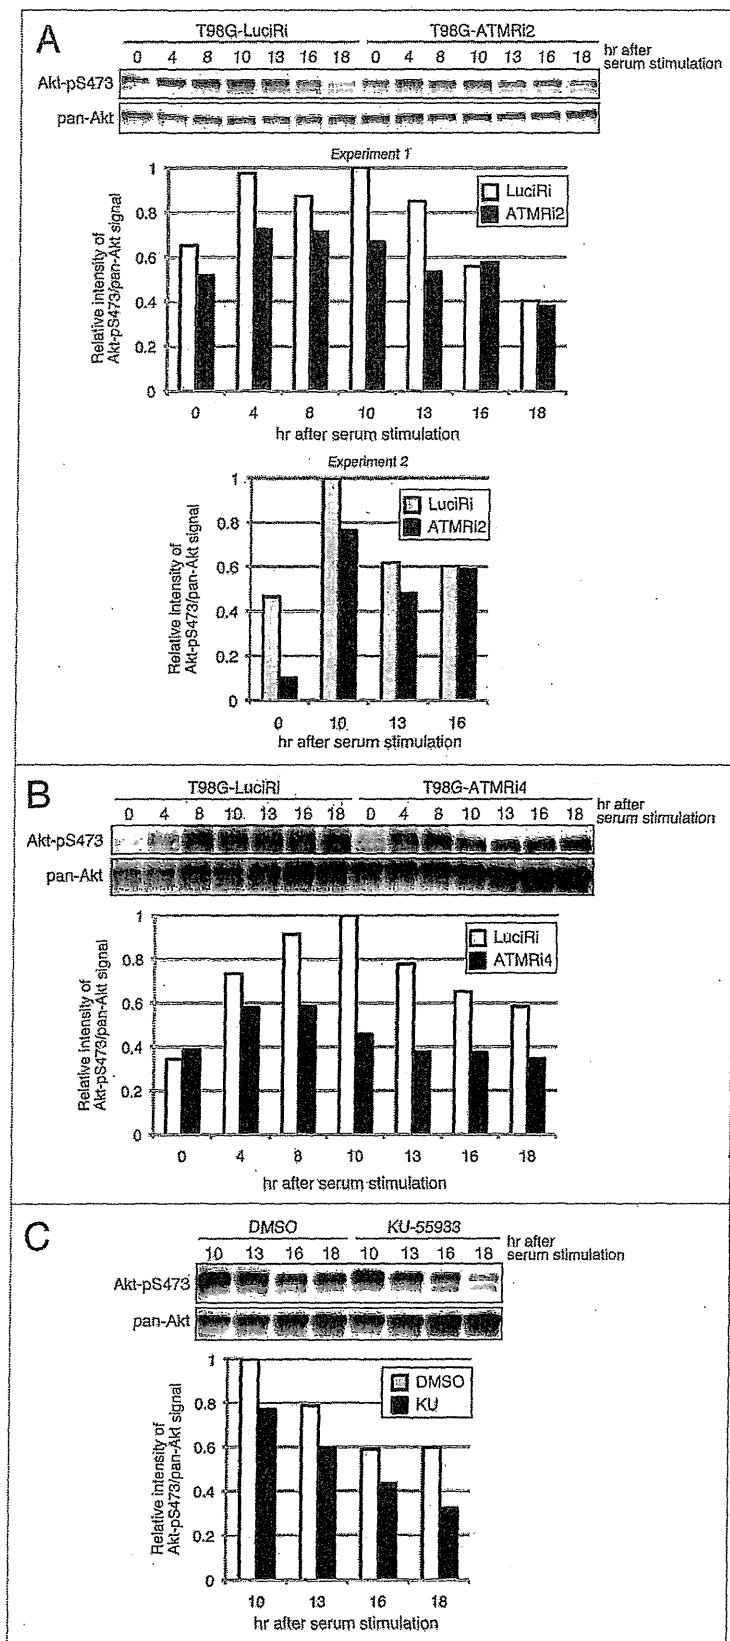 A
T98G-LuciRi T98G-ATMRi2
0 4 8 10 13 16 18 0 4 8 10 13 16 18 hr after serum stimulation
Akt-pS473
pan-Akt
Experiment 1
Relative intensity of
Akt-pS473/pan-Akt signal
1
0.8
0.6
0.4
0.2
0
LuciRi
ATMRi2
0 4 8 10 13 16 18
hr after serum stimulation
Experiment 2
Relative intensity of
Akt-pS473/pan-Akt signal
1
0.8
0.6
0.4
0.2
0
LuciRi
ATMRi2
0 10 13 16
hr after serum stimulation
B
T98G-LuciRi T98G-ATMRi4
0 4 8 10 13 16 18 0 4 8 10 13 16 18 hr after serum stimulation
Akt-pS473
pan-Akt
Relative intensity of
Akt-pS473/pan-Akt signal
1
0.8
0.6
0.4
0.2
0
LuciRi
ATMRi4
0 4 8 10 13 16 18
hr after serum stimulation
C
DMSO KU-55933
10 13 16 18 10 13 16 18 hr after serum stimulation
Akt-pS473
pan-Akt
Relative intensity of
Akt-pS473/pan-Akt signal
1
0.8
0.6
0.4
0.2
0
DMSO
KU
10 13 16 18
hr after serum stimulation